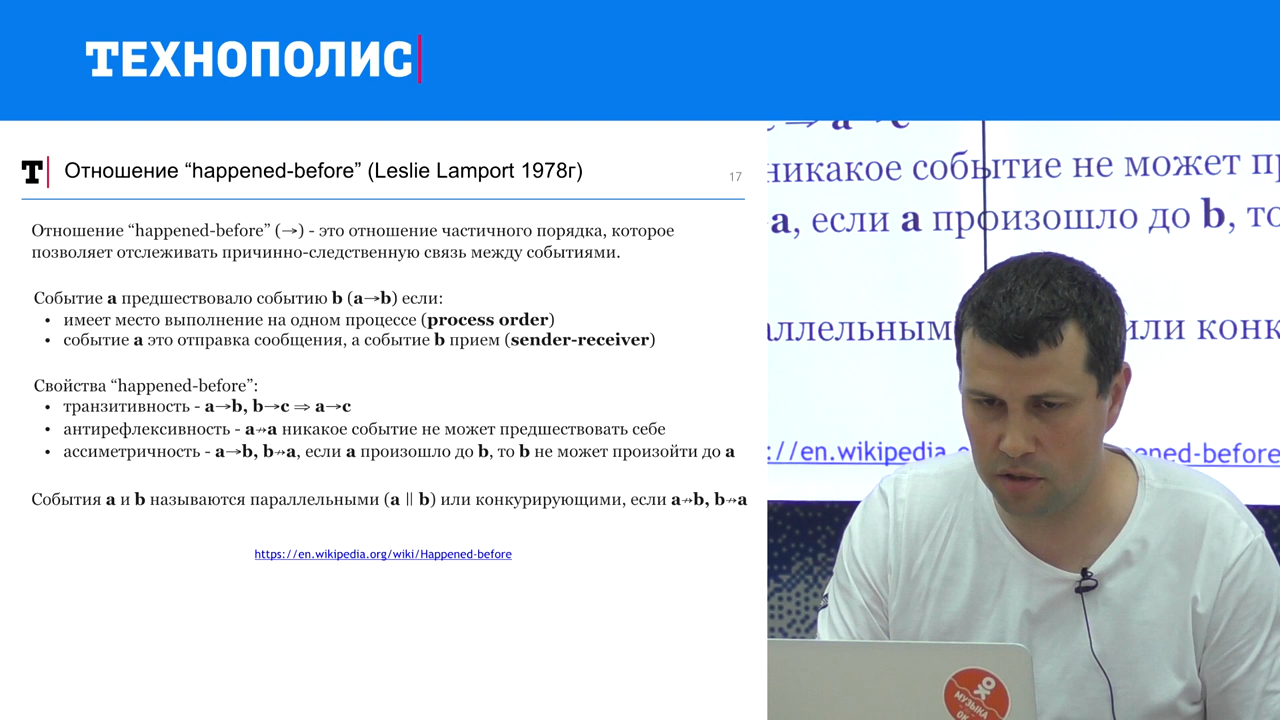 ТЕХНОПОЛИС
Т Отношение “happened-before” (Leslie Lamport 1978г)
17
Отношение “happened-before” (→) - это отношение частичного порядка, которое
позволяет отслеживать причинно-следственную связь между событиями.
Событие a предшествовало событию b (a→b) если:
• имеет место выполнение на одном процессе (process order)
• событие a это отправка сообщения, а событие b прием (sender-receiver)
Свойства “happened-before”:
• транзитивность - a→b, b→c ⇒ a→c
• антирефлексивность - a↛a никакое событие не может предшествовать себе
• ассиметричность - a→b, b↛a, если a произошло до b, то b не может произойти до a
События a и b называются параллельными (a || b) или конкурирующими, если a↛b, b↛a
https://en.wikipedia.org/wiki/Happened-before
никакое событие не может
a, если a произошло до b, то
или
://en.wikipedia
ened-before
МУЗЫКА
OK